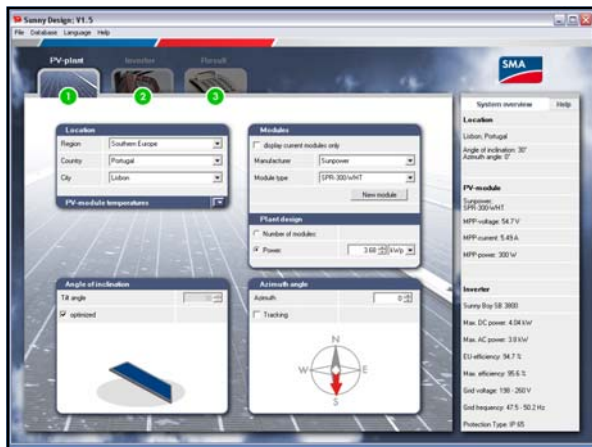 Sunny Design; V1.5
File Database Language Help
PV-plant Inverter Result
1 2 3
SMA
System overview Help
Location
Region Southern Europe
Country Portugal
City Lisbon
PV-module temperatures
Modules
display current modules only
Manufacturer Sunpower
Module type SPR-300-WHT
New module
Plant design
Number of modules:
Power: 3.60 kWp
Angle of inclination
Tilt angle
optimized
Azimuth angle
Azimuth 0
Tracking
N
W E
S
Location
Lisbon, Portugal
Angle of inclination: 30°
Azimuth angle: 0°
PV-module
Sunpower;
SPR-300-WHT
MPP-voltage: 54.7 V
MPP-current: 5.49 A
MPP-power: 300 W
Inverter
Sunny Boy SB 3800
Max. DC power: 4.04 kW
Max. AC power: 3.8 kW
EU-efficiency: 94.7 %
Max. efficiency: 95.6 %
Grid voltage: 198 - 260 V
Grid frequency: 47.5 - 50.2 Hz
Protection Type: IP 65